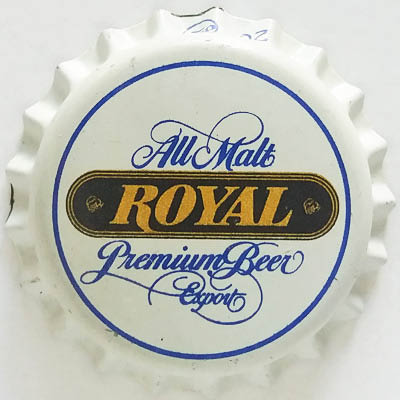 All Malt
ROYAL
Premium Beer
Export